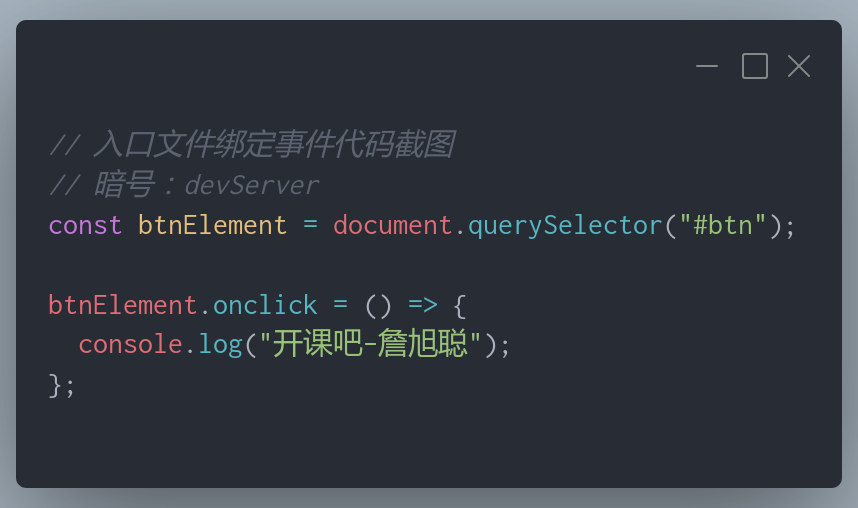 // 入口文件绑定事件代码截图
// 暗号：devServer
const btnElement = document.querySelector("#btn");
btnElement.onclick = () => {
  console.log("开课吧-詹旭聪");
};